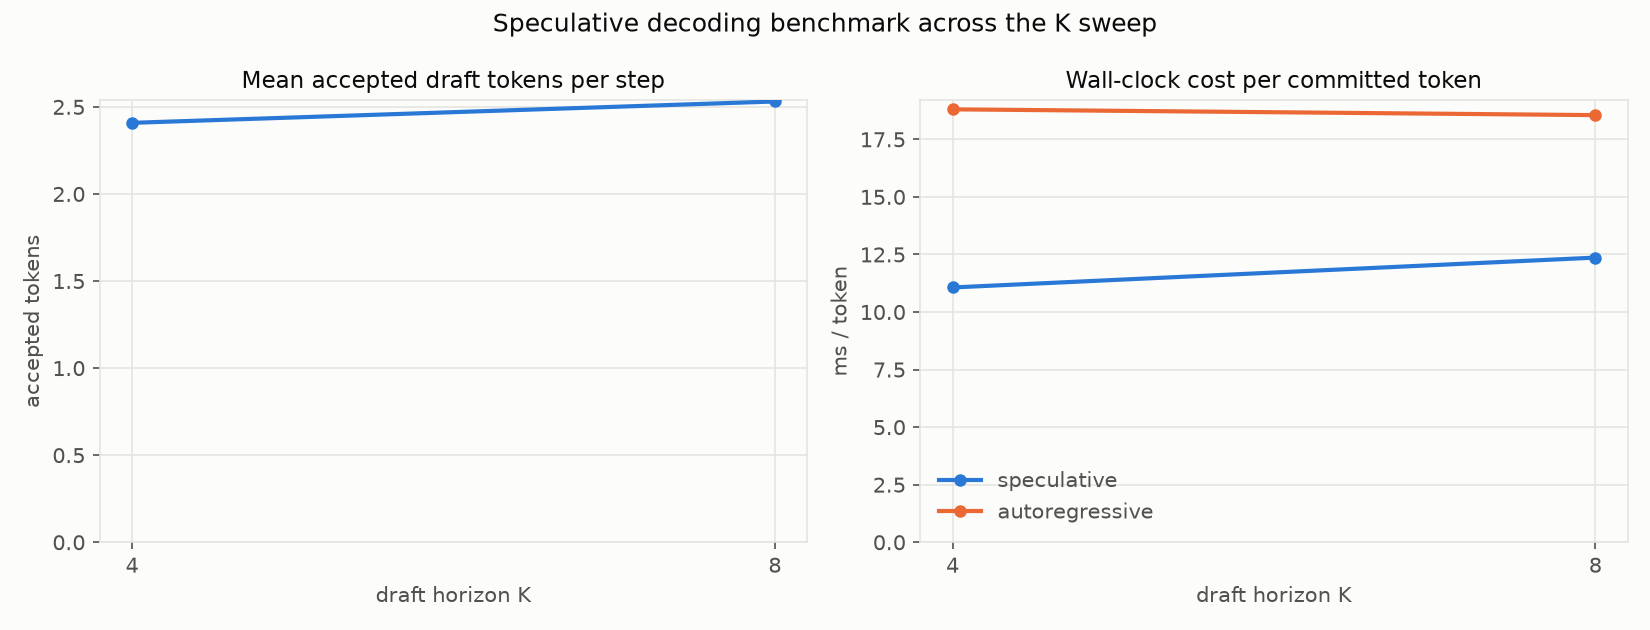 Speculative decoding benchmark across the K sweep
Mean accepted draft tokens per step
accepted tokens
2.5
2.0
1.5
1.0
0.5
0.0
4
8
draft horizon K
Wall-clock cost per committed token
ms / token
17.5
15.0
12.5
10.0
7.5
5.0
2.5
0.0
speculative
autoregressive
4
8
draft horizon K